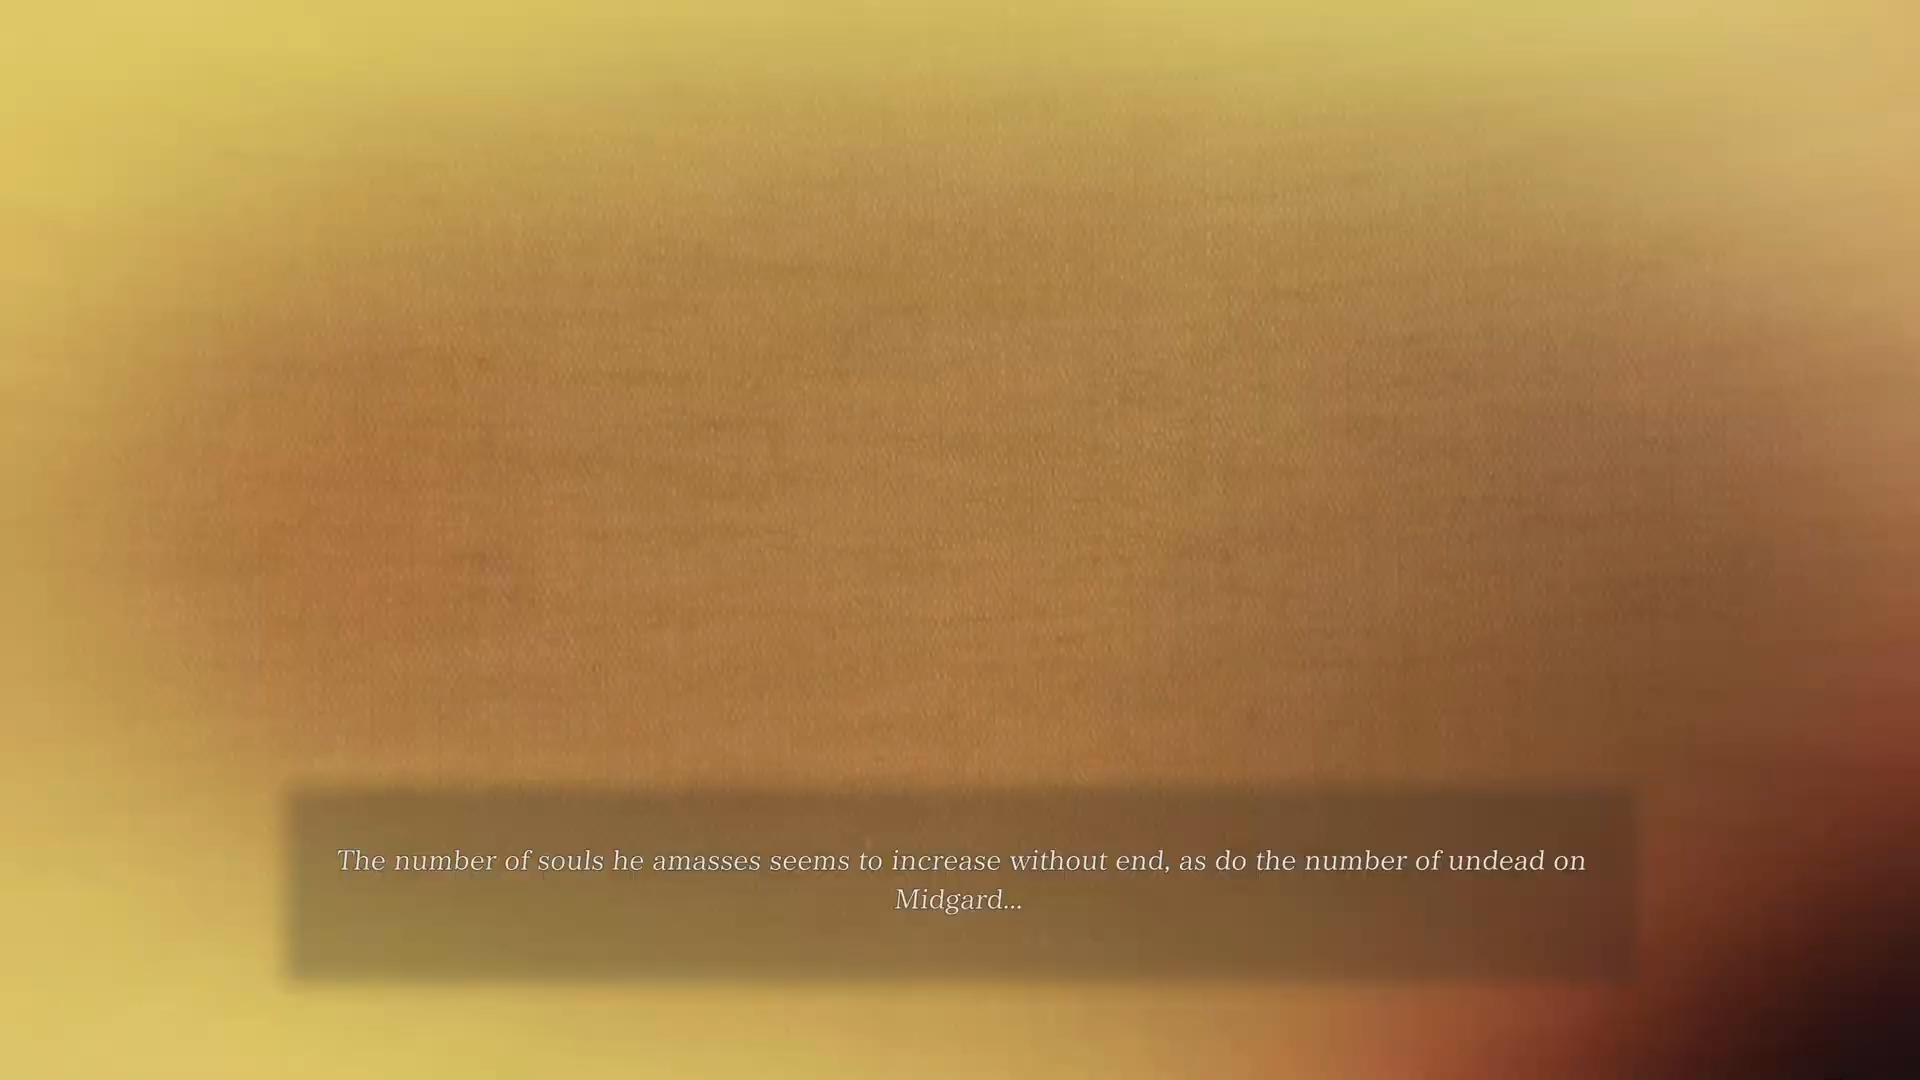 The number of souls he amasses seems to increase without end, as do the number of undead on
Midgard...